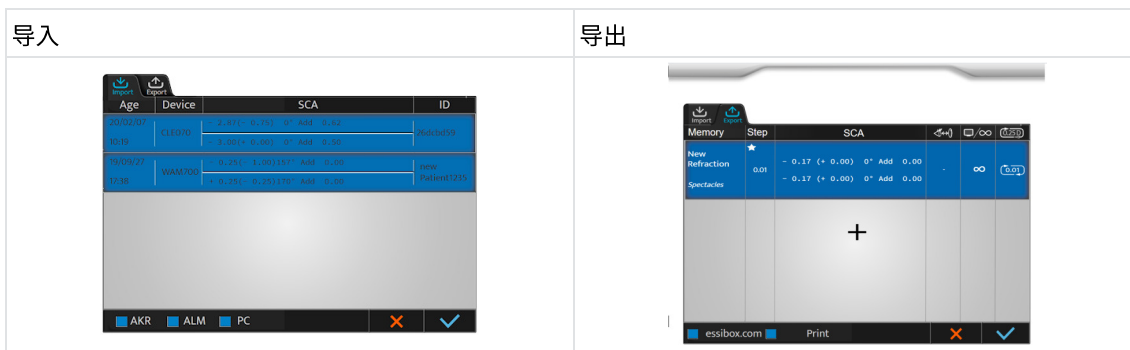 导入
导出
Import Export
Age Device SCA ID
20/02/07
10:19
CLE070
- 2.87(- 0.75) 0° Add 0.62
- 3.00(+ 0.00) 0° Add 0.50
19/09/27
17:38
WAM700
- 0.25(- 1.00)157° Add 0.00
+ 0.25(- 0.25)170° Add 0.00
new
Patient1235
AKR ALM PC
Import Export
Memory Step SCA
New
Refraction
Spectacles
0.01
- 0.17 (+ 0.00) 0° Add 0.00
- 0.17 (+ 0.00) 0° Add 0.00
-
∞
0.01
essibox.com Print